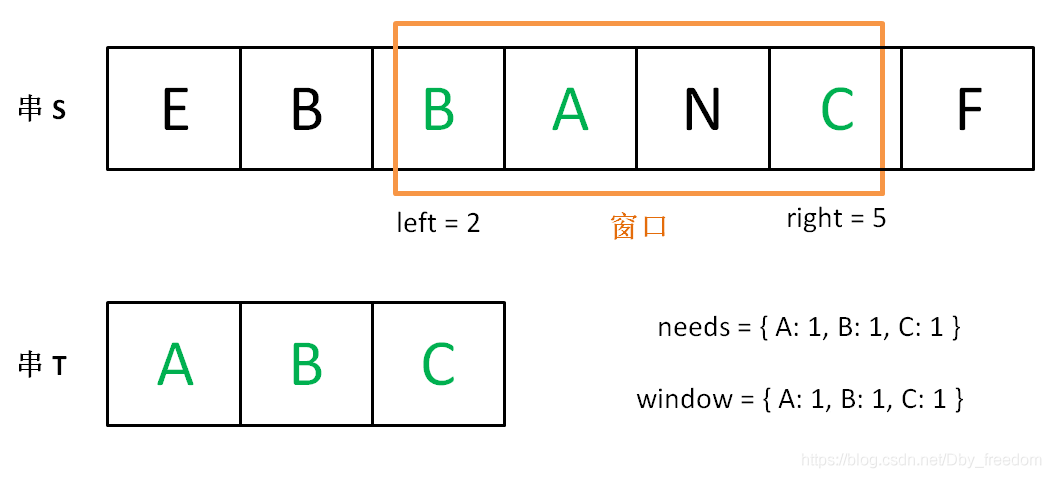 串 S E B B A N C F
left = 2 窗口 right = 5
串 T A B C
needs = { A: 1, B: 1, C: 1 }
window = { A: 1, B: 1, C: 1 }
https://blog.csdn.net/Dby_freedom